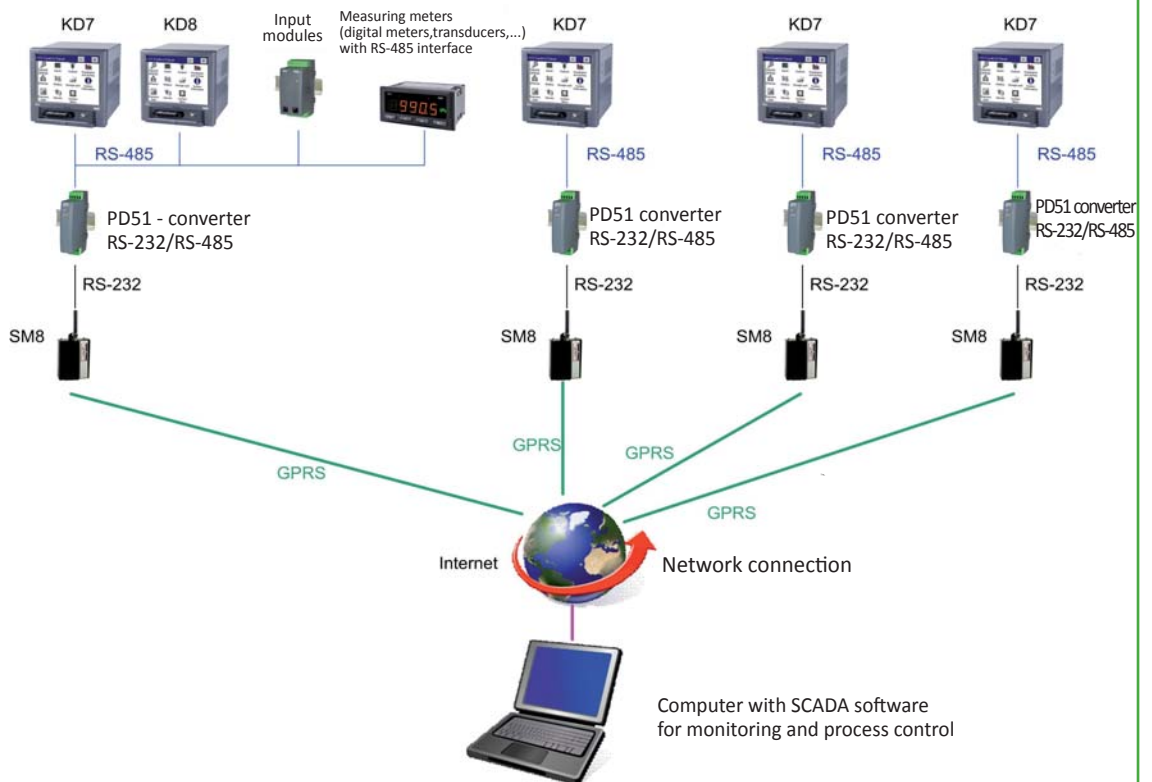 KD7
KD8
Input
modules
Measuring meters
(digital meters,transducers,...)
with RS-485 interface
KD7
KD7
KD7
990.5
RS-485
RS-485
RS-485
RS-485
PD51 - converter
RS-232/RS-485
PD51 converter
RS-232/RS-485
PD51 converter
RS-232/RS-485
PD51 converter
RS-232/RS-485
RS-232
RS-232
RS-232
RS-232
SM8
SM8
SM8
SM8
GPRS
GPRS
GPRS
GPRS
Internet
Network connection
Computer with SCADA software
for monitoring and process control